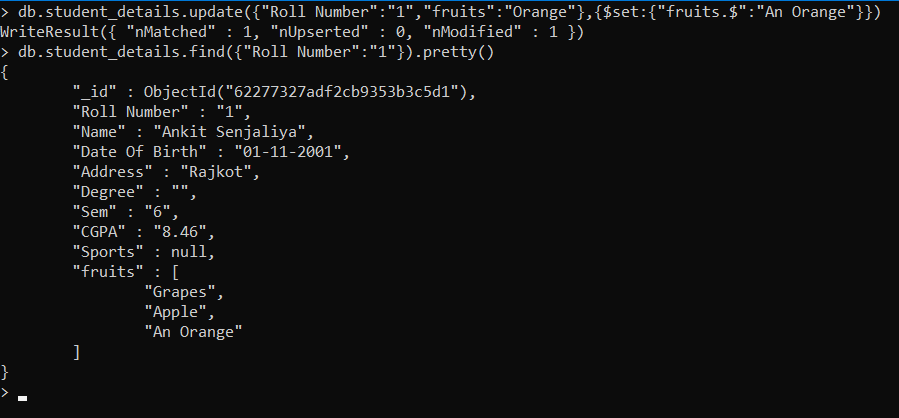 > db.student_details.update({"Roll Number":"1","fruits":"Orange"},{$set:{"fruits.$":"An Orange"}})
WriteResult({ "nMatched" : 1, "nUpserted" : 0, "nModified" : 1 })
> db.student_details.find({"Roll Number":"1"}).pretty()
{
        "_id" : ObjectId("62277327adf2cb9353b3c5d1"),
        "Roll Number" : "1",
        "Name" : "Ankit Senjaliya",
        "Date Of Birth" : "01-11-2001",
        "Address" : "Rajkot",
        "Degree" : "",
        "Sem" : "6",
        "CGPA" : "8.46",
        "Sports" : null,
        "fruits" : [
                "Grapes",
                "Apple",
                "An Orange"
        ]
}
>